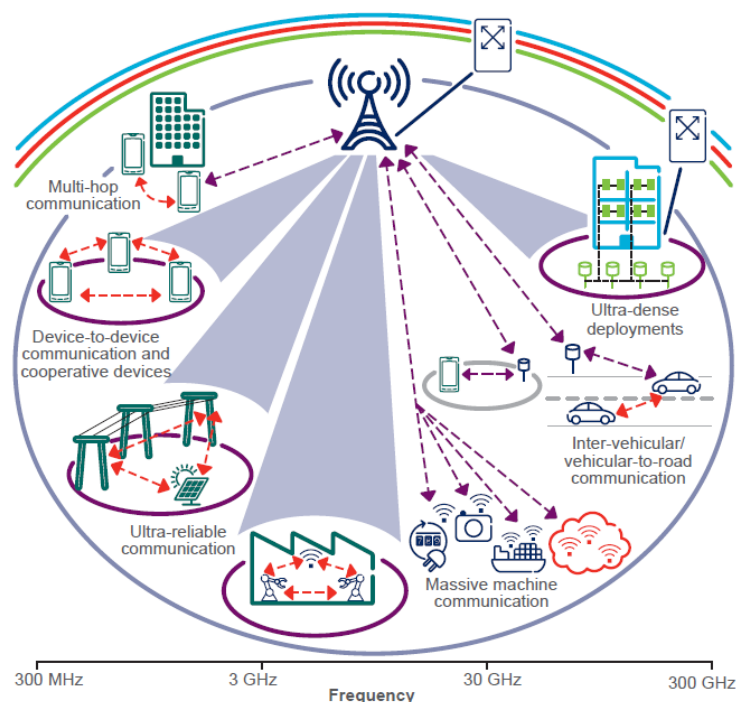 Multi-hop
communication
Device-to-device
communication and
cooperative devices
Ultra-dense
deployments
Inter-vehicular/
vehicular-to-road
communication
Ultra-reliable
communication
Massive machine
communication
300 MHz
3 GHz
30 GHz
300 GHz
Frequency